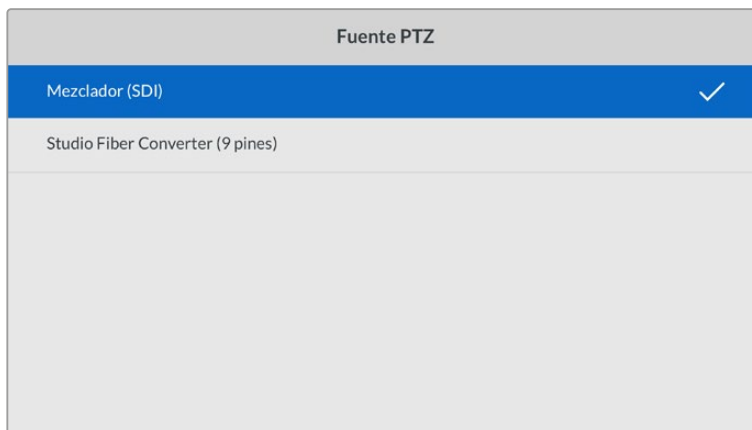 Fuente PTZ
Mezclador (SDI)
Studio Fiber Converter (9 pines)